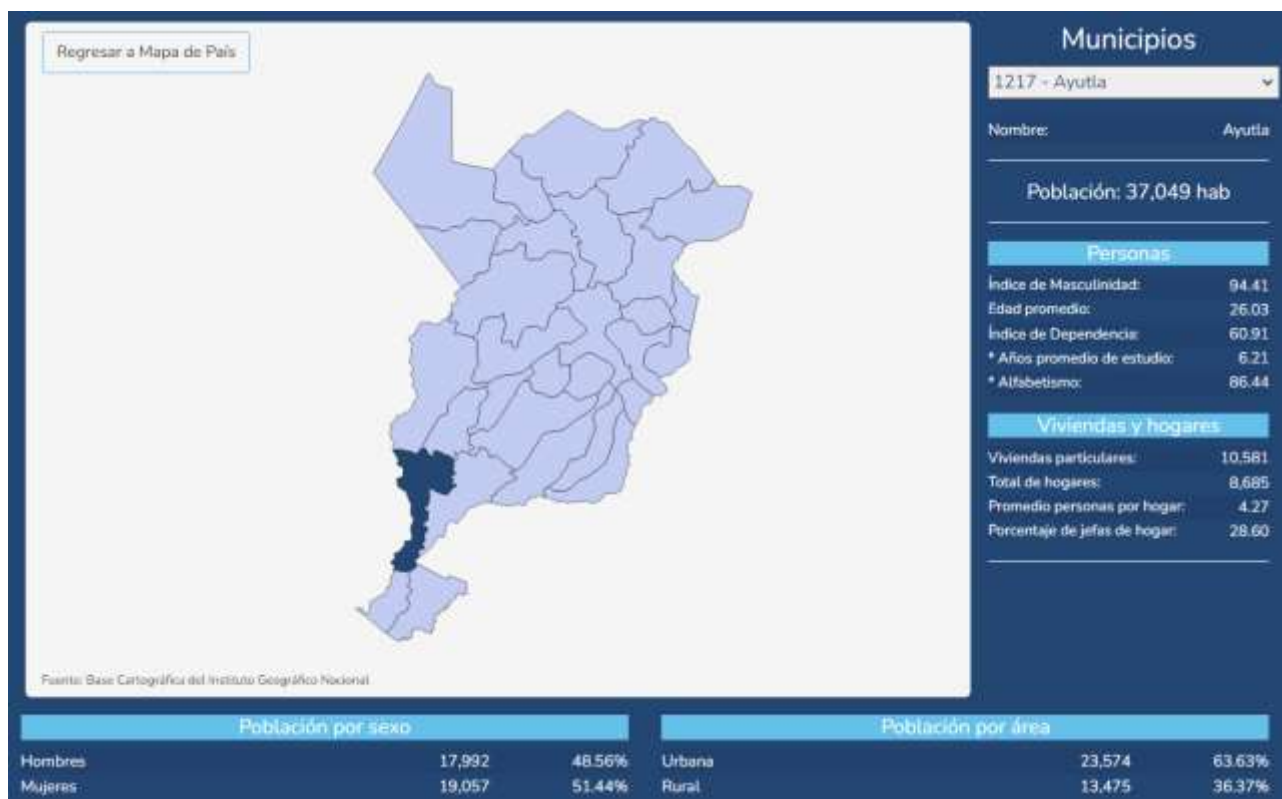 Regresar a Mapa de País
Fuente: Base Cartográfica del Instituto Geográfico Nacional
Municipios
1217 - Ayutla
Nombre: Ayutla
Población: 37,049 hab
Personas
Índice de Masculinidad: 94.41
Edad promedio: 26.03
Índice de Dependencia: 60.91
* Años promedio de estudio: 6.21
* Alfabetismo: 86.44
Viviendas y hogares
Viviendas particulares: 10,581
Total de hogares: 8,685
Promedio personas por hogar: 4.27
Porcentaje de jefas de hogar: 28.60
Población por sexo
Hombres 17,992 48.56%
Mujeres 19,057 51.44%
Población por área
Urbana 23,574 63.63%
Rural 13,475 36.37%